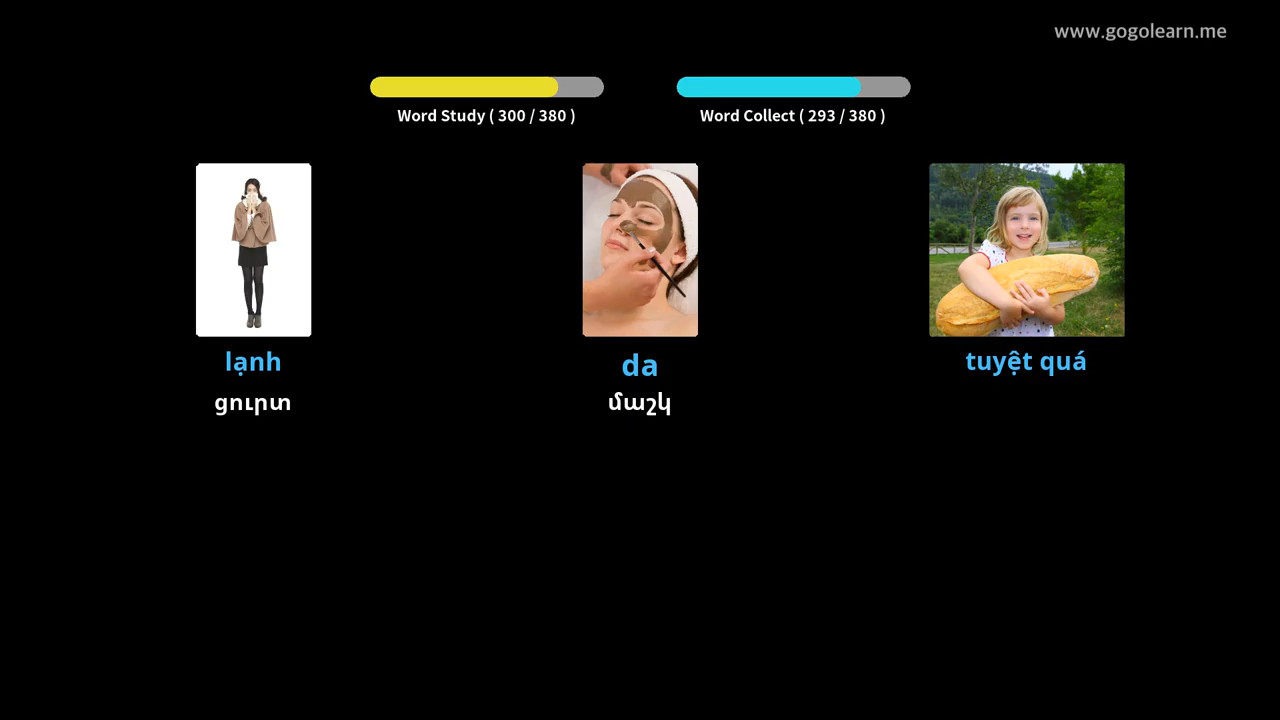 www.gogolearn.me
Word Study ( 300 / 380 )
Word Collect ( 293 / 380 )
lạnh
ցուրտ
da
մաշկ
tuyệt quá